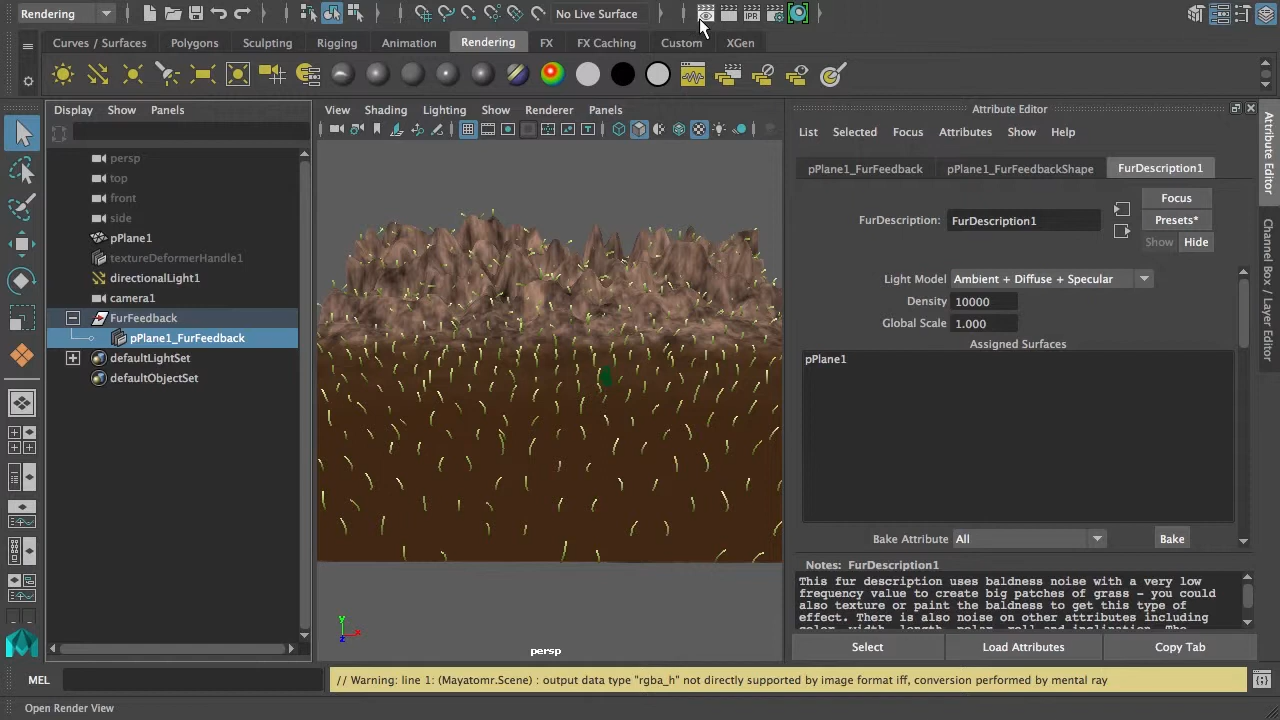 Rendering
No Live Surface
IPR
Curves / Surfaces
Polygons
Sculpting
Rigging
Animation
Rendering
FX
FX Caching
Custom
XGen
Display
Show
Panels
persp
top
front
side
pPlane1
textureDeformerHandle1
directionalLight1
camera1
FurFeedback
pPlane1_FurFeedback
defaultLightSet
defaultObjectSet
View
Shading
Lighting
Show
Renderer
Panels
y
x
z
persp
Attribute Editor
List
Selected
Focus
Attributes
Show
Help
pPlane1_FurFeedback
pPlane1_FurFeedbackShape
FurDescription1
FurDescription:
FurDescription1
Focus
Presets*
Show
Hide
Light Model
Ambient + Diffuse + Specular
Density
10000
Global Scale
1.000
Assigned Surfaces
pPlane1
Bake Attribute
All
Bake
Notes: FurDescription1
This fur description uses baldness noise with a very low
frequency value to create big patches of grass - you could
also texture or paint the baldness to get this type of
effect. There is also noise on other attributes including
Select
Load Attributes
Copy Tab
Attribute Editor
Channel Box / Layer Editor
MEL
// Warning: line 1: (Mayatomr.Scene) : output data type "rgba_h" not directly supported by image format iff, conversion performed by mental ray
Open Render View